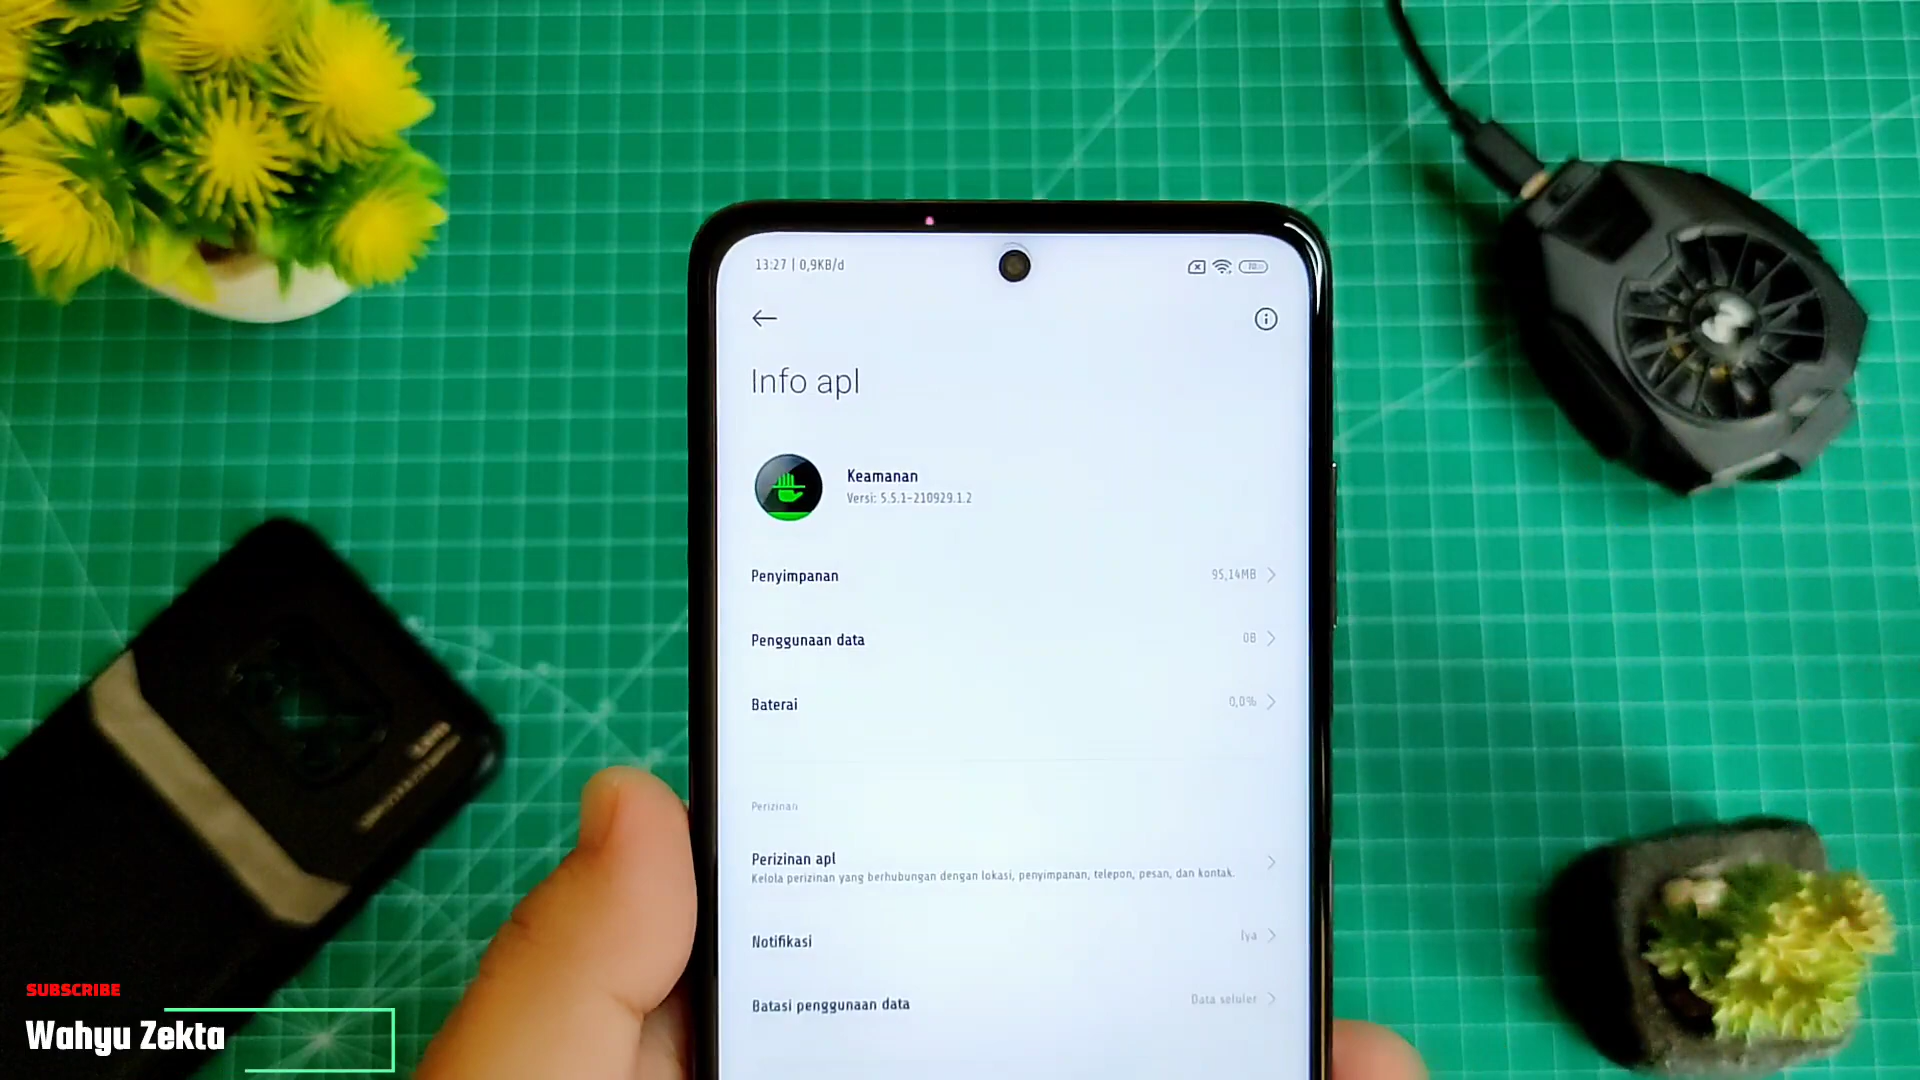 13:27 | 0,9KB/d
Info apl
Keamanan
Versi: 5.5.1-210929.1.2
Penyimpanan 95,14MB
Penggunaan data 0B
Baterai 0,0%
Perizinan
Perizinan apl
Kelola perizinan yang berhubungan dengan lokasi, penyimpanan, telepon, pesan, dan kontak.
Notifikasi Iya
Batasi penggunaan data Data seluler
SUBSCRIBE
Wahyu Zekta